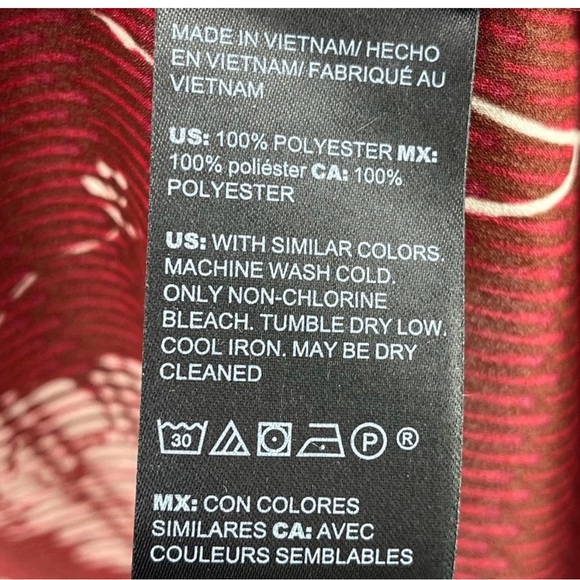 MADE IN VIETNAM/ HECHO
EN VIETNAM/ FABRIQUÉ AU
VIETNAM
US: 100% POLYESTER MX:
100% poliéster CA: 100%
POLYESTER
US: WITH SIMILAR COLORS.
MACHINE WASH COLD.
ONLY NON-CHLORINE
BLEACH. TUMBLE DRY LOW.
COOL IRON. MAY BE DRY
CLEANED
30 P ®
MX: CON COLORES
SIMILARES CA: AVEC
COULEURS SEMBLABLES